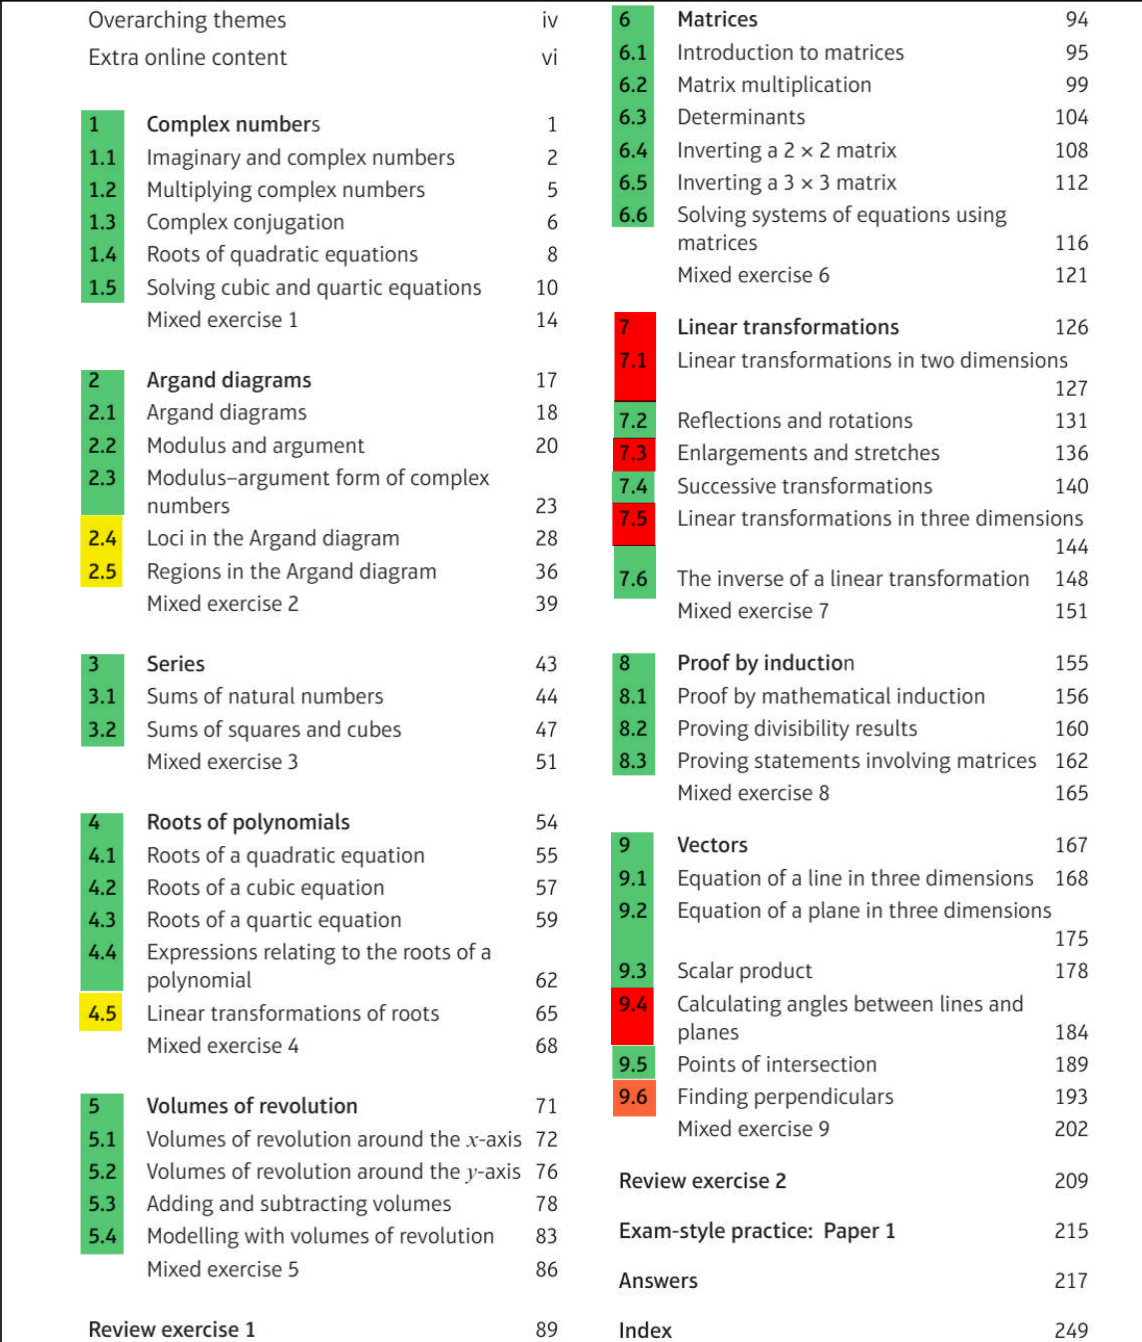 Overarching themes iv
Extra online content vi
1 Complex numbers 1
1.1 Imaginary and complex numbers 2
1.2 Multiplying complex numbers 5
1.3 Complex conjugation 6
1.4 Roots of quadratic equations 8
1.5 Solving cubic and quartic equations 10
Mixed exercise 1 14
2 Argand diagrams 17
2.1 Argand diagrams 18
2.2 Modulus and argument 20
2.3 Modulus–argument form of complex
numbers 23
2.4 Loci in the Argand diagram 28
2.5 Regions in the Argand diagram 36
Mixed exercise 2 39
3 Series 43
3.1 Sums of natural numbers 44
3.2 Sums of squares and cubes 47
Mixed exercise 3 51
4 Roots of polynomials 54
4.1 Roots of a quadratic equation 55
4.2 Roots of a cubic equation 57
4.3 Roots of a quartic equation 59
4.4 Expressions relating to the roots of a
polynomial 62
4.5 Linear transformations of roots 65
Mixed exercise 4 68
5 Volumes of revolution 71
5.1 Volumes of revolution around the x-axis 72
5.2 Volumes of revolution around the y-axis 76
5.3 Adding and subtracting volumes 78
5.4 Modelling with volumes of revolution 83
Mixed exercise 5 86
Review exercise 1 89
6 Matrices 94
6.1 Introduction to matrices 95
6.2 Matrix multiplication 99
6.3 Determinants 104
6.4 Inverting a 2 × 2 matrix 108
6.5 Inverting a 3 × 3 matrix 112
6.6 Solving systems of equations using
matrices 116
Mixed exercise 6 121
7 Linear transformations 126
7.1 Linear transformations in two dimensions
127
7.2 Reflections and rotations 131
7.3 Enlargements and stretches 136
7.4 Successive transformations 140
7.5 Linear transformations in three dimensions
144
7.6 The inverse of a linear transformation 148
Mixed exercise 7 151
8 Proof by induction 155
8.1 Proof by mathematical induction 156
8.2 Proving divisibility results 160
8.3 Proving statements involving matrices 162
Mixed exercise 8 165
9 Vectors 167
9.1 Equation of a line in three dimensions 168
9.2 Equation of a plane in three dimensions
175
9.3 Scalar product 178
9.4 Calculating angles between lines and
planes 184
9.5 Points of intersection 189
9.6 Finding perpendiculars 193
Mixed exercise 9 202
Review exercise 2 209
Exam-style practice: Paper 1 215
Answers 217
Index 249